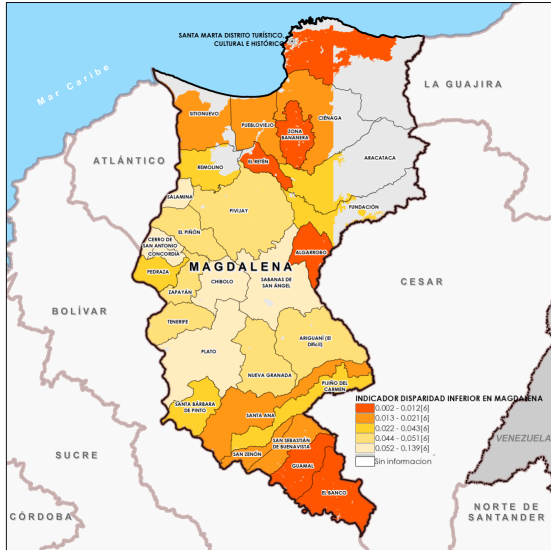 SANTA MARTA DISTRITO TURÍSTICO,
CULTURAL E HISTÓRICO
Mar Caribe
LA GUAJIRA
SITIONUEVO
PUEBLOVIEJO
CIÉNAGA
ZONA
BANANERA
ATLÁNTICO
REMOLINO
EL RETÉN
ARACATACA
SALAMINA
PIVIJAY
FUNDACIÓN
EL PIÑÓN
CERRO DE
SAN ANTONIO
CONCORDIA
ALGARROBO
MAGDALENA
PEDRAZA
CHIBOLO
SABANAS DE
SAN ÁNGEL
CESAR
ZAPAYÁN
BOLÍVAR
TENERIFE
ARIGUANÍ (El
Difícil)
PLATO
NUEVA GRANADA
PIJIÑO DEL
CARMEN
SANTA BÁRBARA
DE PINTO
SANTA ANA
INDICADOR DISPARIDAD INFERIOR EN MAGDALENA
0.002 - 0.012[6]
0.013 - 0.021[6]
0.022 - 0.043[6]
0.044 - 0.051[6]
0.052 - 0.139[6]
Sin informacion
SAN SEBASTIÁN
DE BUENAVISTA
SAN ZENÓN
GUAMAL
EL BANCO
VENEZUELA
SUCRE
CÓRDOBA
NORTE DE
SANTANDER